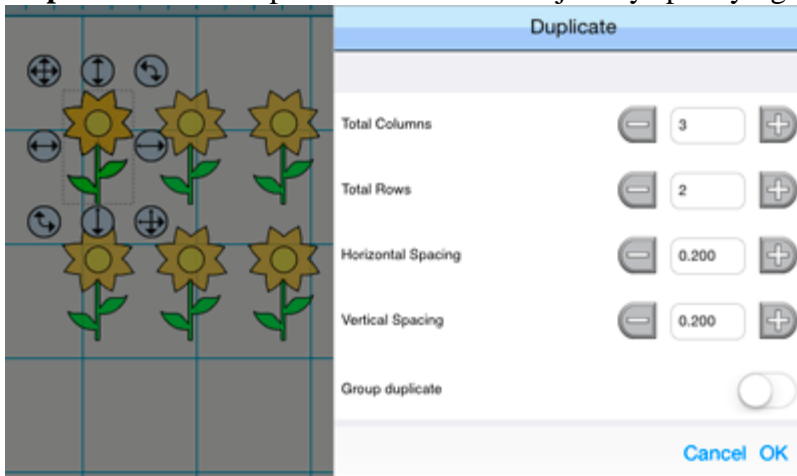 Duplicate
Total Columns
3
Total Rows
2
Horizontal Spacing
0.200
Vertical Spacing
0.200
Group duplicate
Cancel OK